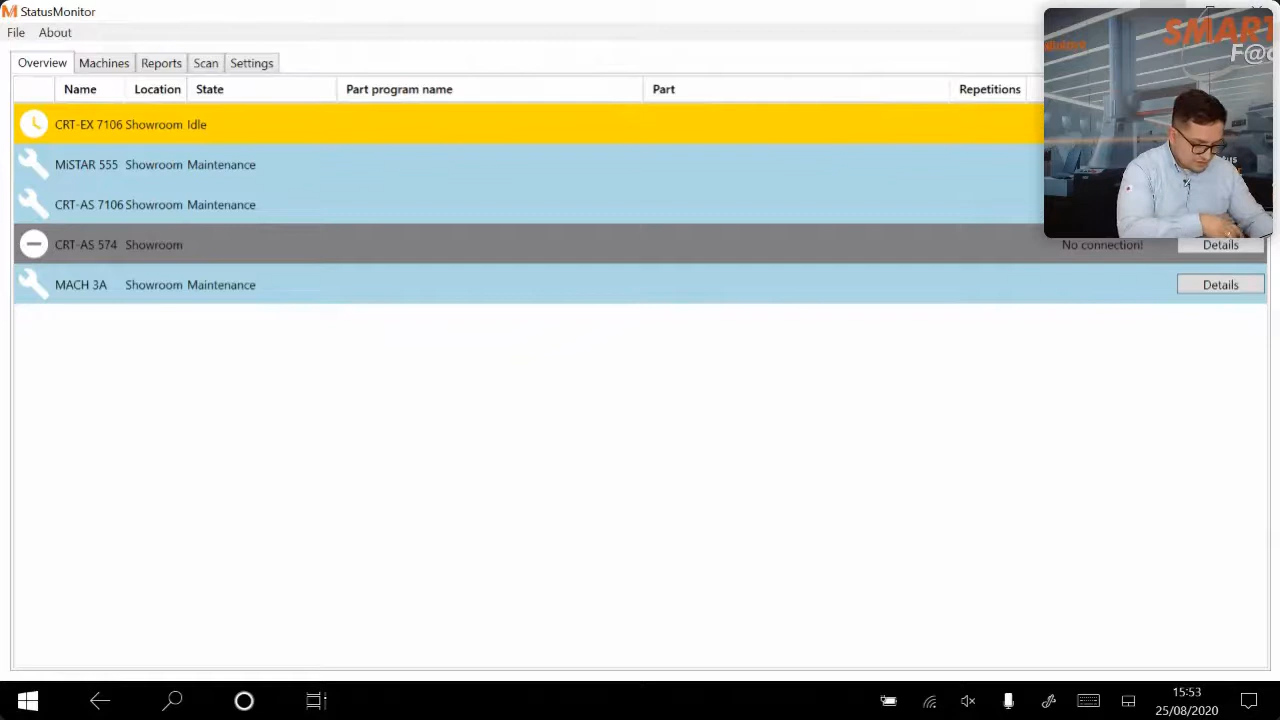 StatusMonitor
File About
Overview Machines Reports Scan Settings
Name Location State Part program name Part Repetitions
CRT-EX 7106 Showroom Idle
MiSTAR 555 Showroom Maintenance
CRT-AS 7106 Showroom Maintenance
CRT-AS 574 Showroom No connection! Details
MACH 3A Showroom Maintenance Details
SMART
15:53
25/08/2020